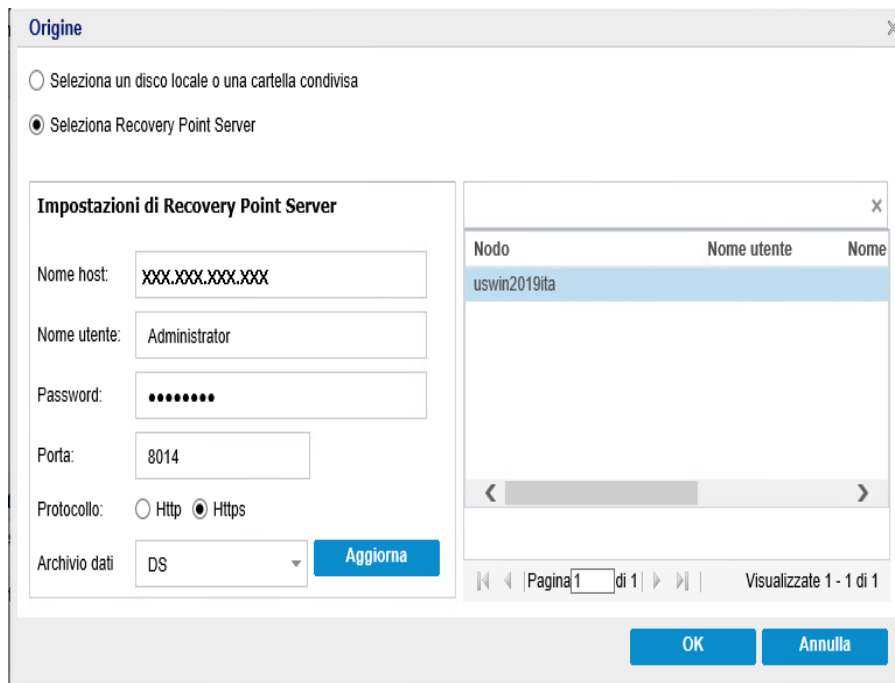 Origine
Seleziona un disco locale o una cartella condivisa
Seleziona Recovery Point Server
Impostazioni di Recovery Point Server
Nome host: XXX.XXX.XXX.XXX
Nome utente: Administrator
Password: ••••••••
Porta: 8014
Protocollo: Http Https
Archivio dati DS Aggiorna
Nodo Nome utente Nome
uswin2019ita
Pagina 1 di 1 Visualizzate 1 - 1 di 1
OK Annulla